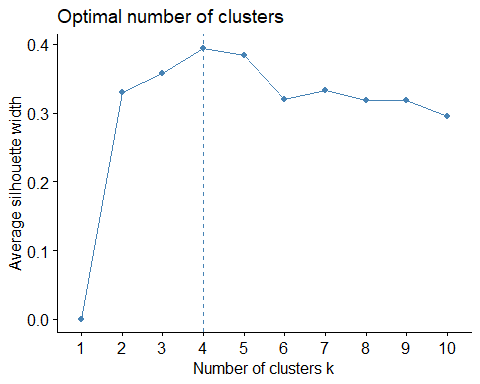 Optimal number of clusters
Average silhouette width
0.4
0.3
0.2
0.1
0.0
1 2 3 4 5 6 7 8 9 10
Number of clusters k